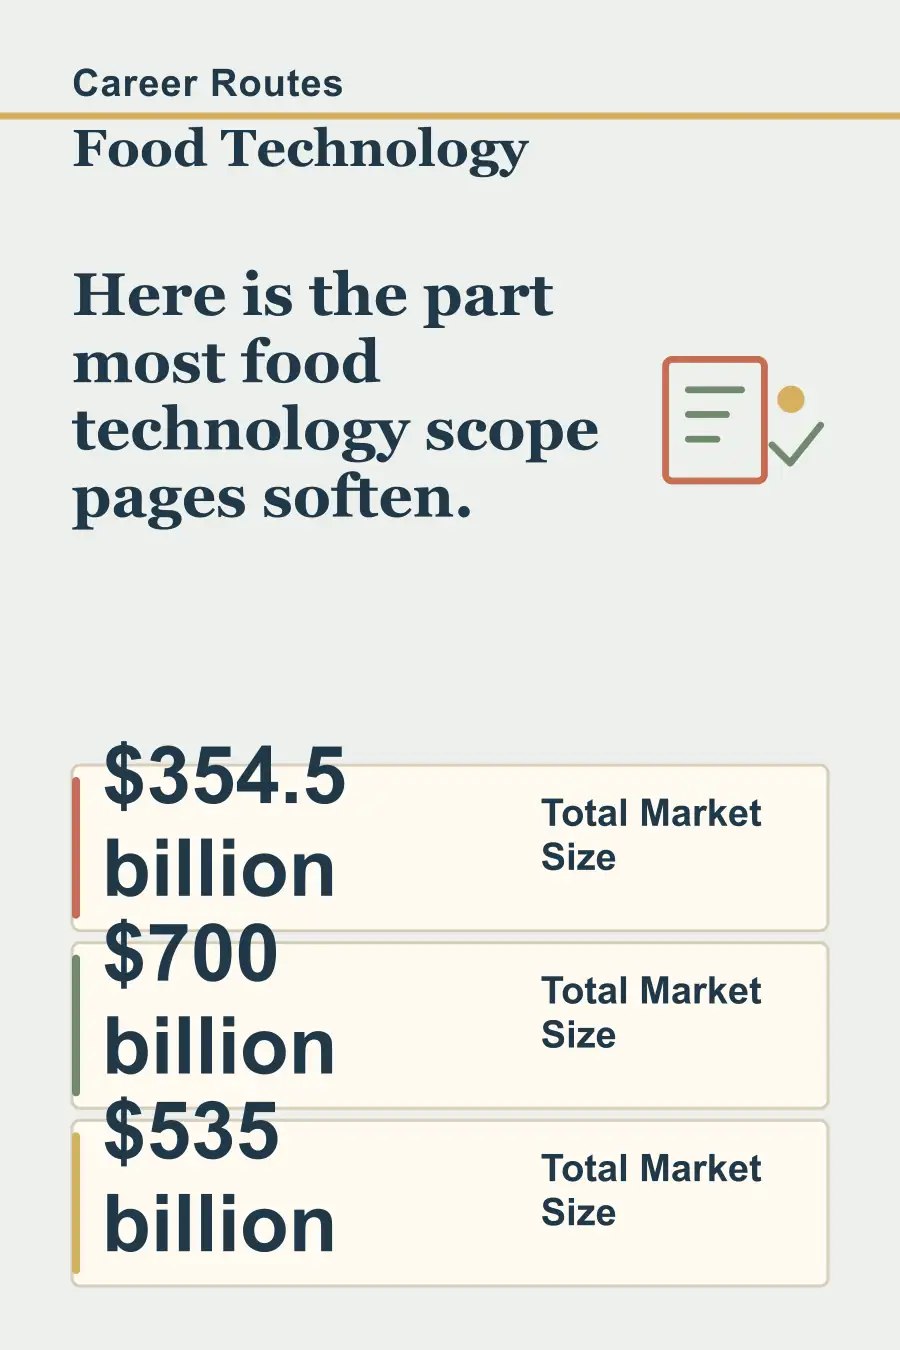 Career Routes
Food Technology
Here is the part
most food
technology scope
pages soften.
$354.5
billion
Total Market
Size
$700
billion
Total Market
Size
$535
billion
Total Market
Size